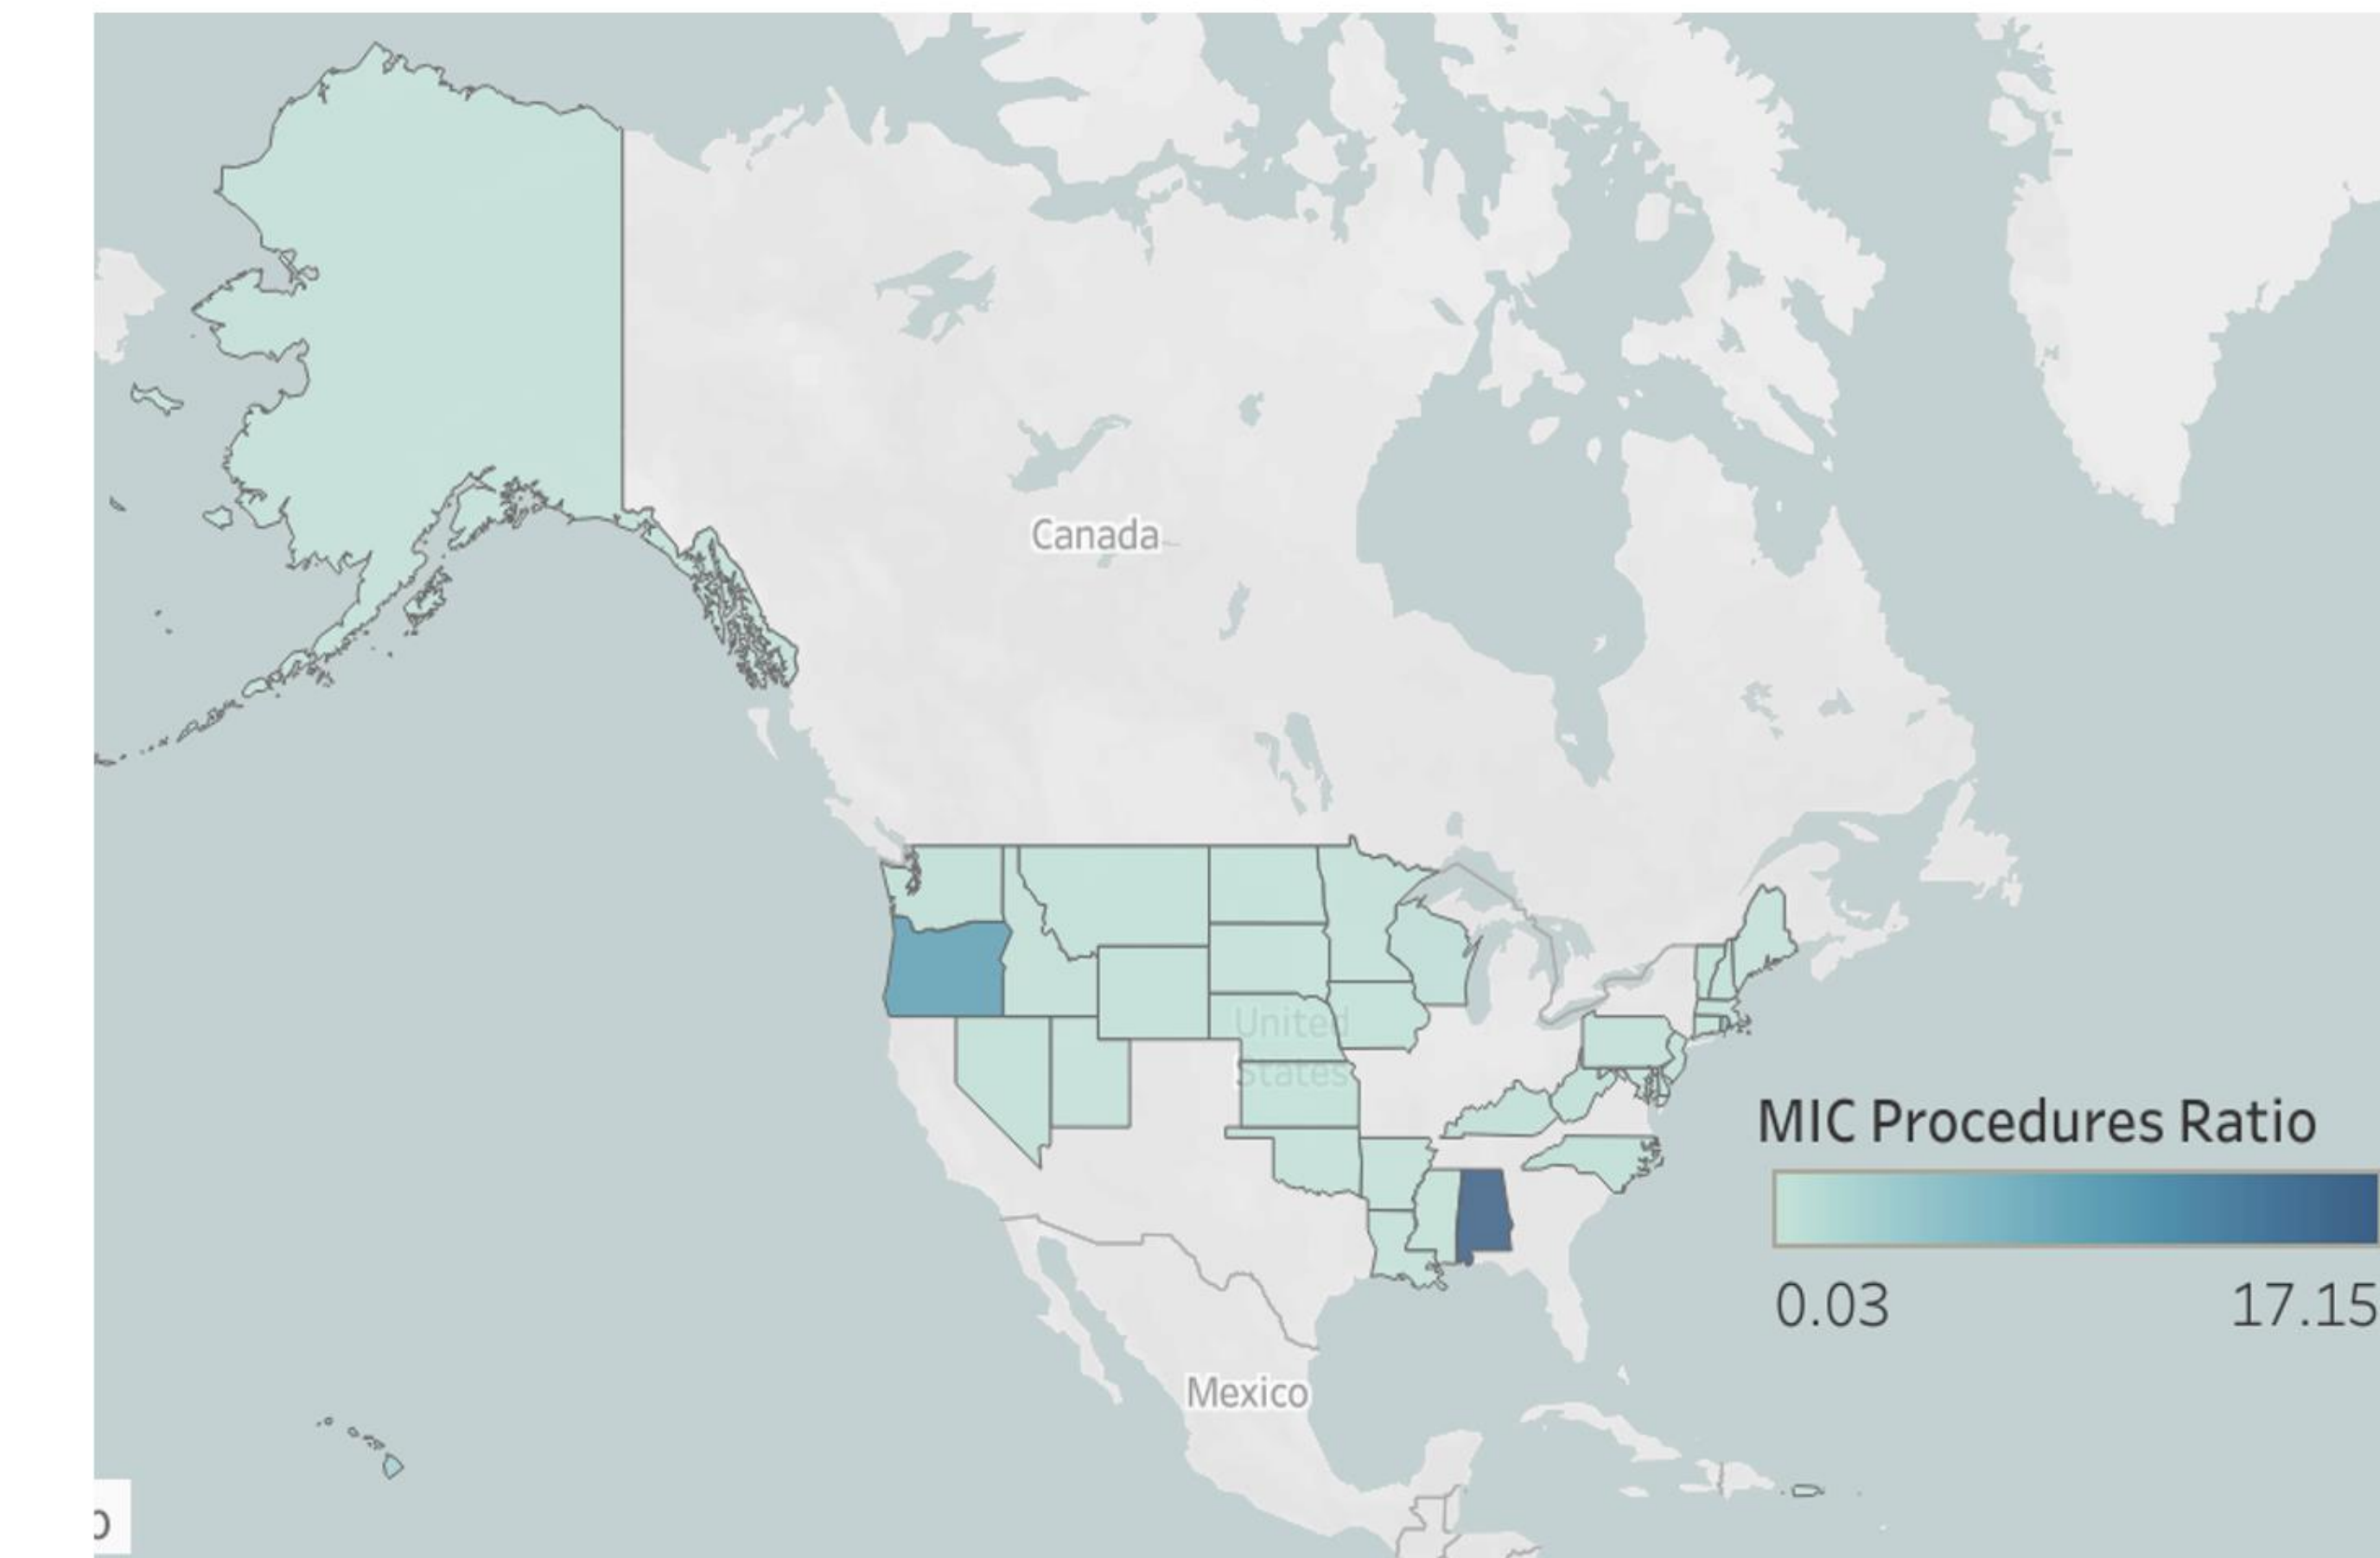 Canada
United
States
MIC Procedures Ratio
0.03 17.15
Mexico